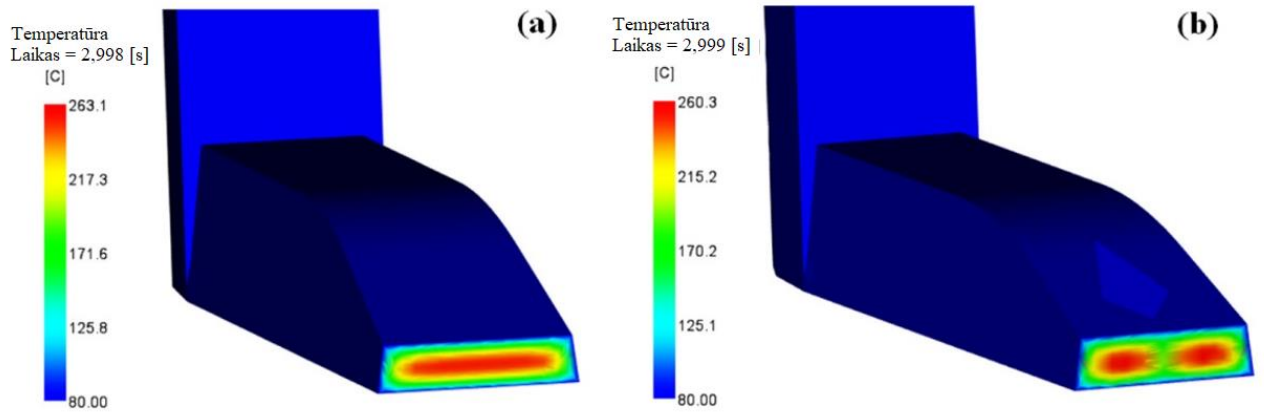 (a)
Temperatūra
Laikas = 2,998 [s]
[C]
263.1
217.3
171.6
125.8
80.00
(b)
Temperatūra
Laikas = 2,999 [s]
[C]
260.3
215.2
170.2
125.1
80.00